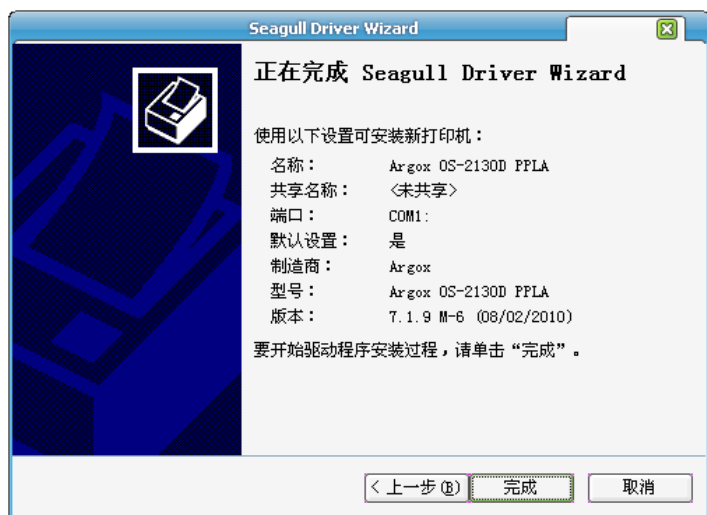 Seagull Driver Wizard
正在完成 Seagull Driver Wizard
使用以下设置可安装新打印机：
名称： Argox OS-2130D PPLA
共享名称： <未共享>
端口： COM1:
默认设置： 是
制造商： Argox
型号： Argox OS-2130D PPLA
版本： 7.1.9 M-6 (08/02/2010)
要开始驱动程序安装过程，请单击“完成”。
< 上一步(B) 完成 取消